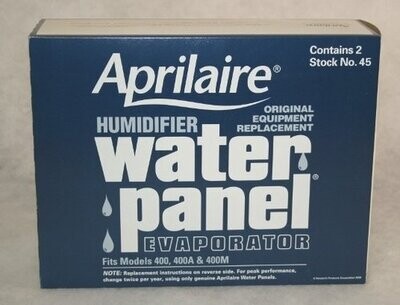 Contains 2
Stock No. 45
Aprilaire®
ORIGINAL
EQUIPMENT
REPLACEMENT
HUMIDIFIER
water
panel®
EVAPORATOR
Fits Models 400, 400A & 400M
NOTE: Replacement instructions on reverse side. For peak performance,
change twice per year, using only genuine Aprilaire Water Panels.